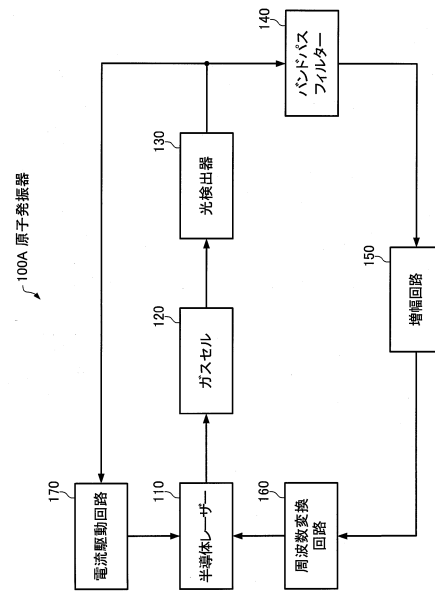 100A 原子発振器
170
電流駆動回路
110
半導体レーザー
120
ガスセル
130
光検出器
140
バンドパス
フィルター
150
増幅回路
160
周波数変換
回路